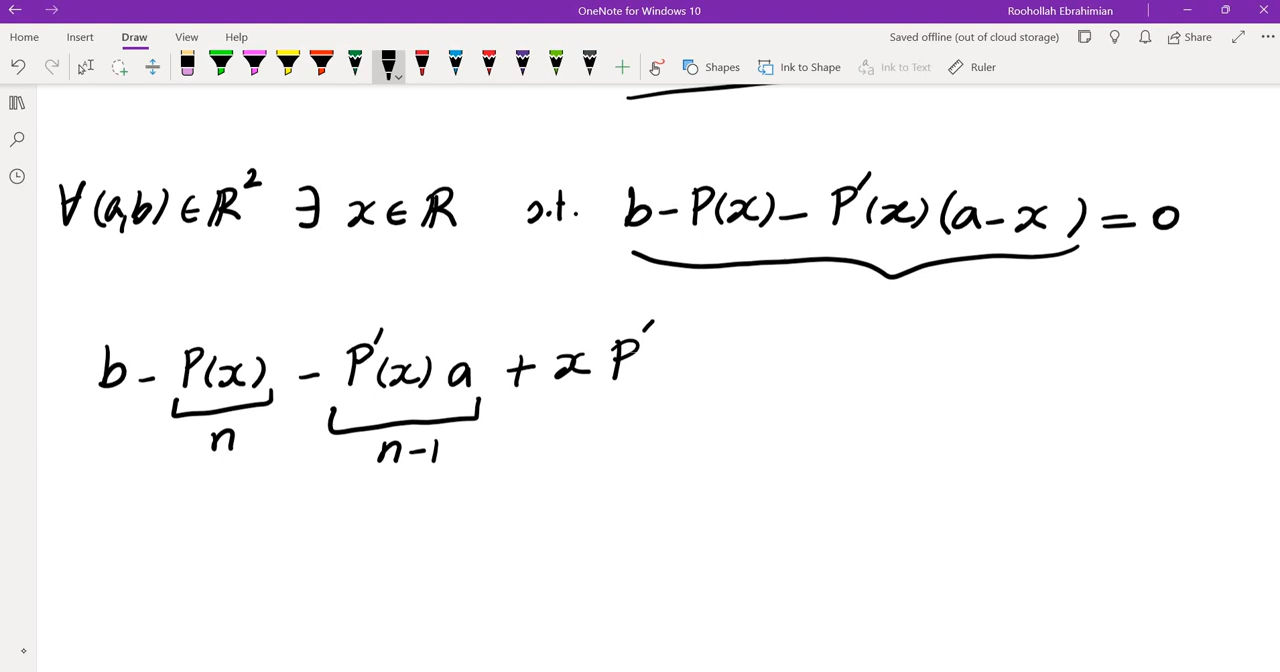 OneNote for Windows 10
Roohollah Ebrahimian
Home Insert Draw View Help
Saved offline (out of cloud storage) Share
Shapes Ink to Shape Ink to Text Ruler
∀(a,b)∈ℝ² ∃ x∈ℝ s.t. b-P(x)-P'(x)(a-x)=0
b-P(x)-P'(x)a+xP'
n
n-1